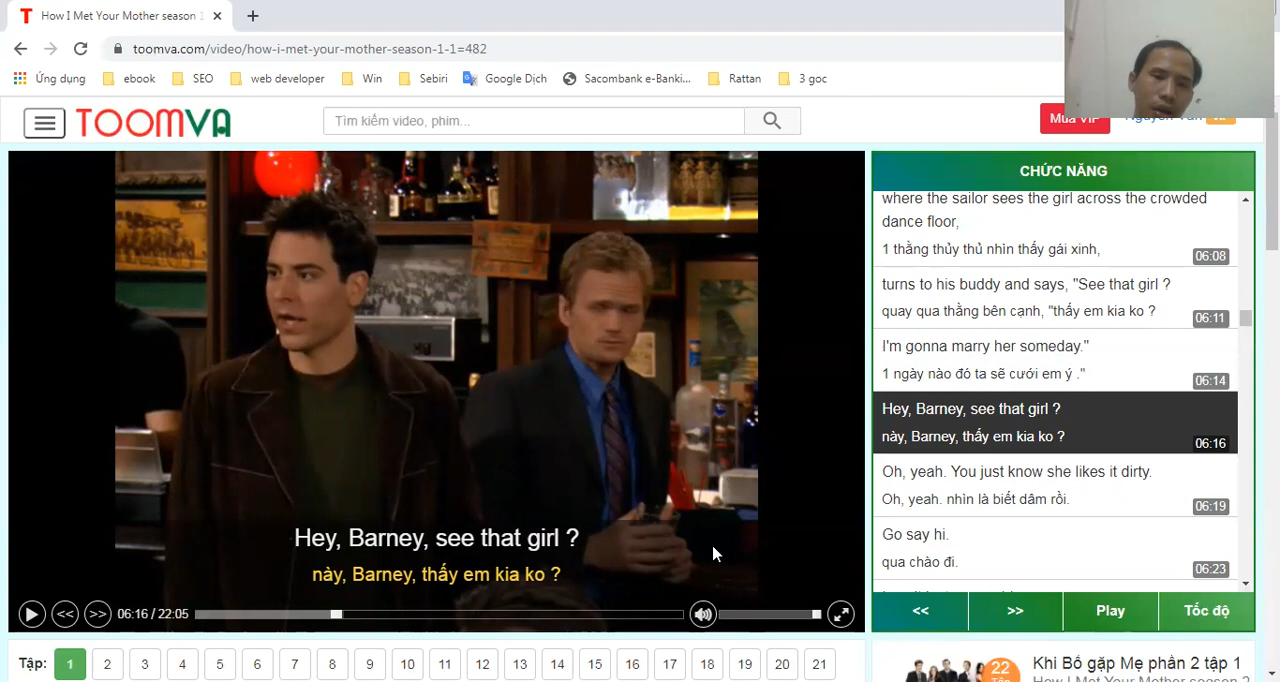 How I Met Your Mother season 1
toomva.com/video/how-i-met-your-mother-season-1-1=482
Ứng dụng
ebook
SEO
web developer
Win
Sebiri
Google Dịch
Sacombank e-Banki...
Rattan
3 goc
TOOMVA
Tìm kiếm video, phim...
Mua VIP
Hey, Barney, see that girl ?
này, Barney, thấy em kia ko ?
06:16 / 22:05
CHỨC NĂNG
where the sailor sees the girl across the crowded
dance floor,
1 thằng thủy thủ nhìn thấy gái xinh,
06:08
turns to his buddy and says, "See that girl ?
quay qua thằng bên cạnh, "thấy em kia ko ?
06:11
I'm gonna marry her someday."
1 ngày nào đó ta sẽ cưới em ý ."
06:14
Hey, Barney, see that girl ?
này, Barney, thấy em kia ko ?
06:16
Oh, yeah. You just know she likes it dirty.
Oh, yeah. nhìn là biết dâm rồi.
06:19
Go say hi.
qua chào đi.
06:23
<< >> Play Tốc độ
Tập: 1 2 3 4 5 6 7 8 9 10 11 12 13 14 15 16 17 18 19 20 21
22
Khi Bố gặp Mẹ phần 2 tập 1
How I Met Your Mother season 2